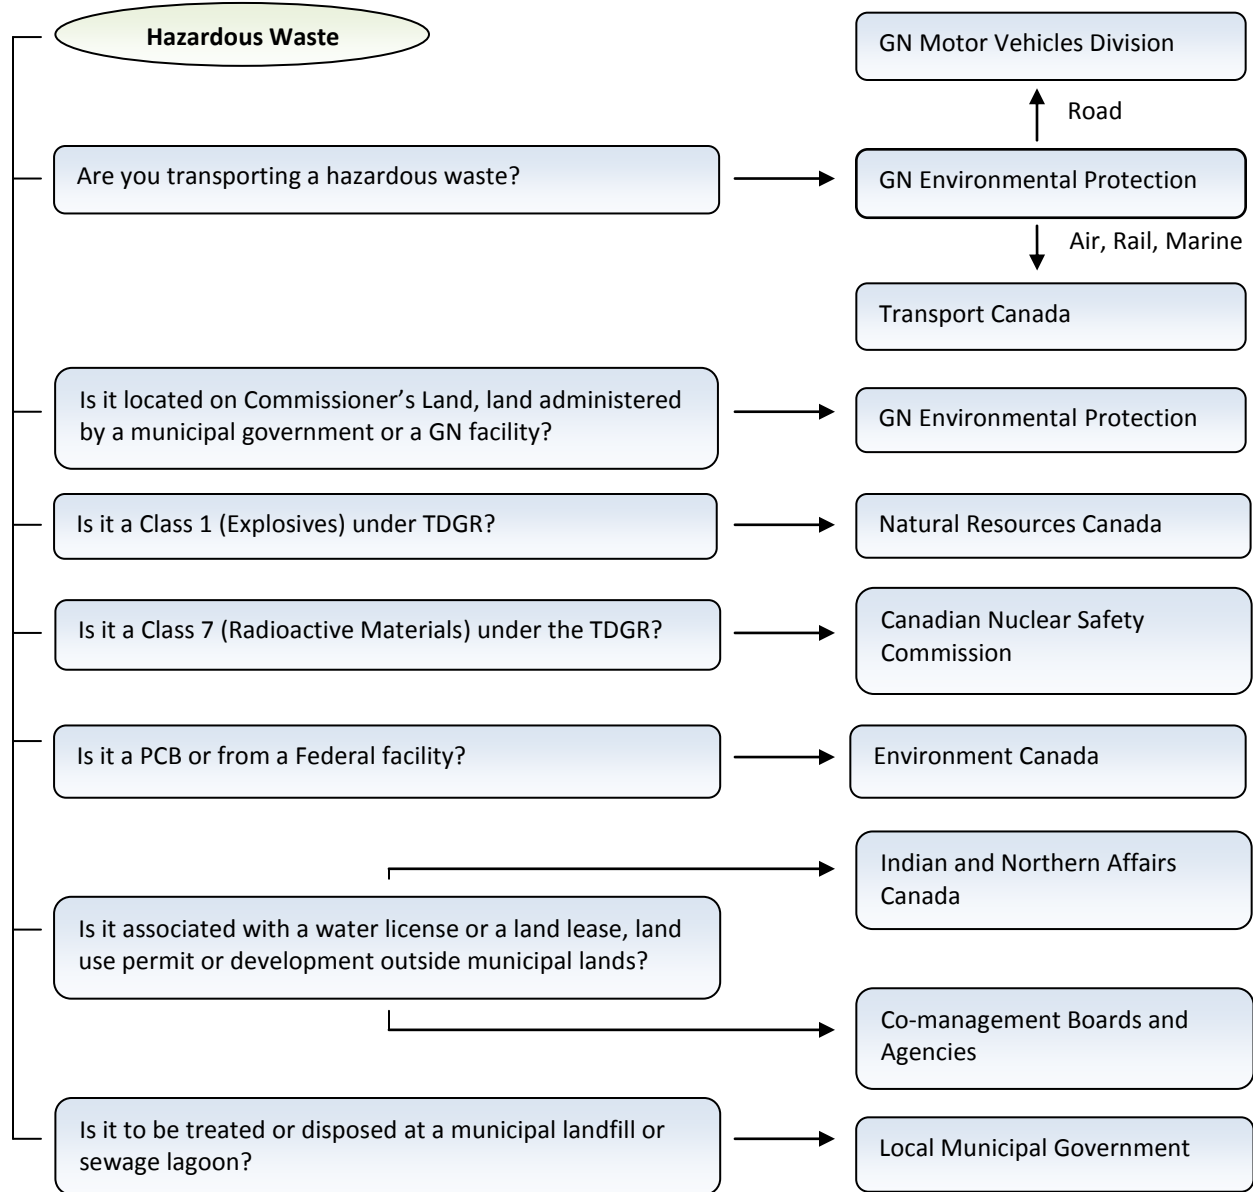 Hazardous Waste
GN Motor Vehicles Division
Road
Are you transporting a hazardous waste?
GN Environmental Protection
Air, Rail, Marine
Transport Canada
Is it located on Commissioner’s Land, land administered
by a municipal government or a GN facility?
GN Environmental Protection
Is it a Class 1 (Explosives) under TDGR?
Natural Resources Canada
Is it a Class 7 (Radioactive Materials) under the TDGR?
Canadian Nuclear Safety
Commission
Is it a PCB or from a Federal facility?
Environment Canada
Indian and Northern Affairs
Canada
Is it associated with a water license or a land lease, land
use permit or development outside municipal lands?
Co-management Boards and
Agencies
Is it to be treated or disposed at a municipal landfill or
sewage lagoon?
Local Municipal Government